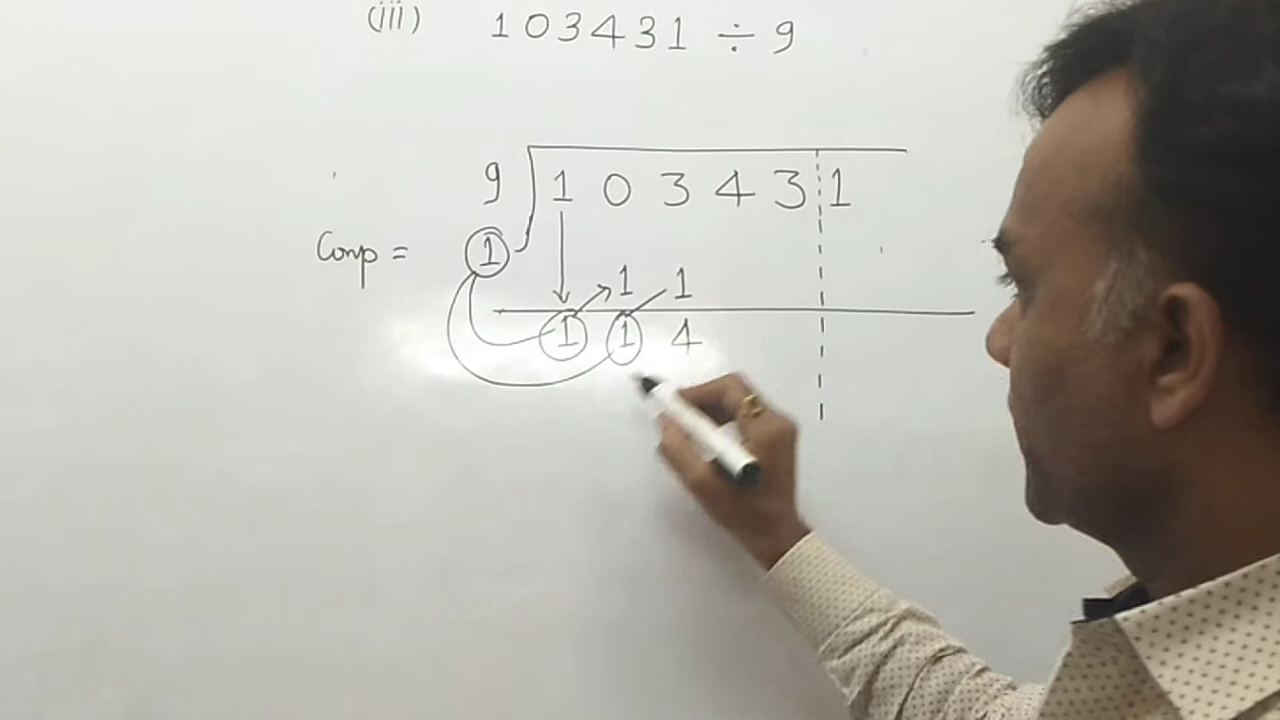 (iii) 103431 ÷ 9
9 1 0 3 4 3 1
Comp = 1
1 1
1 1 4